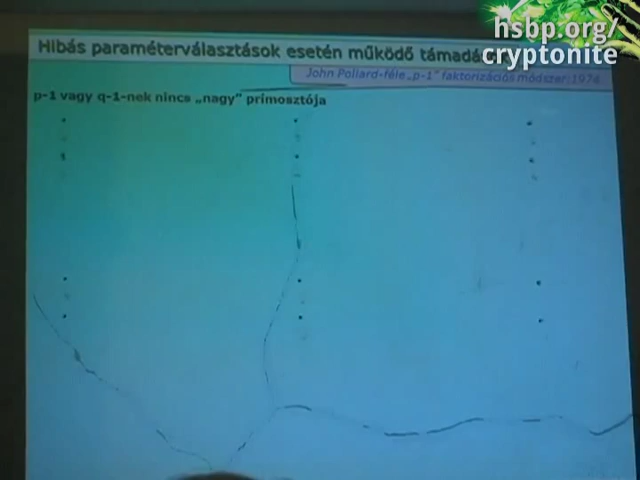 hsbp.org/
cryptonite
Hibás paraméterválasztások esetén működő támadás
John Pollard-féle „p-1” faktorizációs módszer:1974
p-1 vagy q-1-nek nincs „nagy” prímosztója